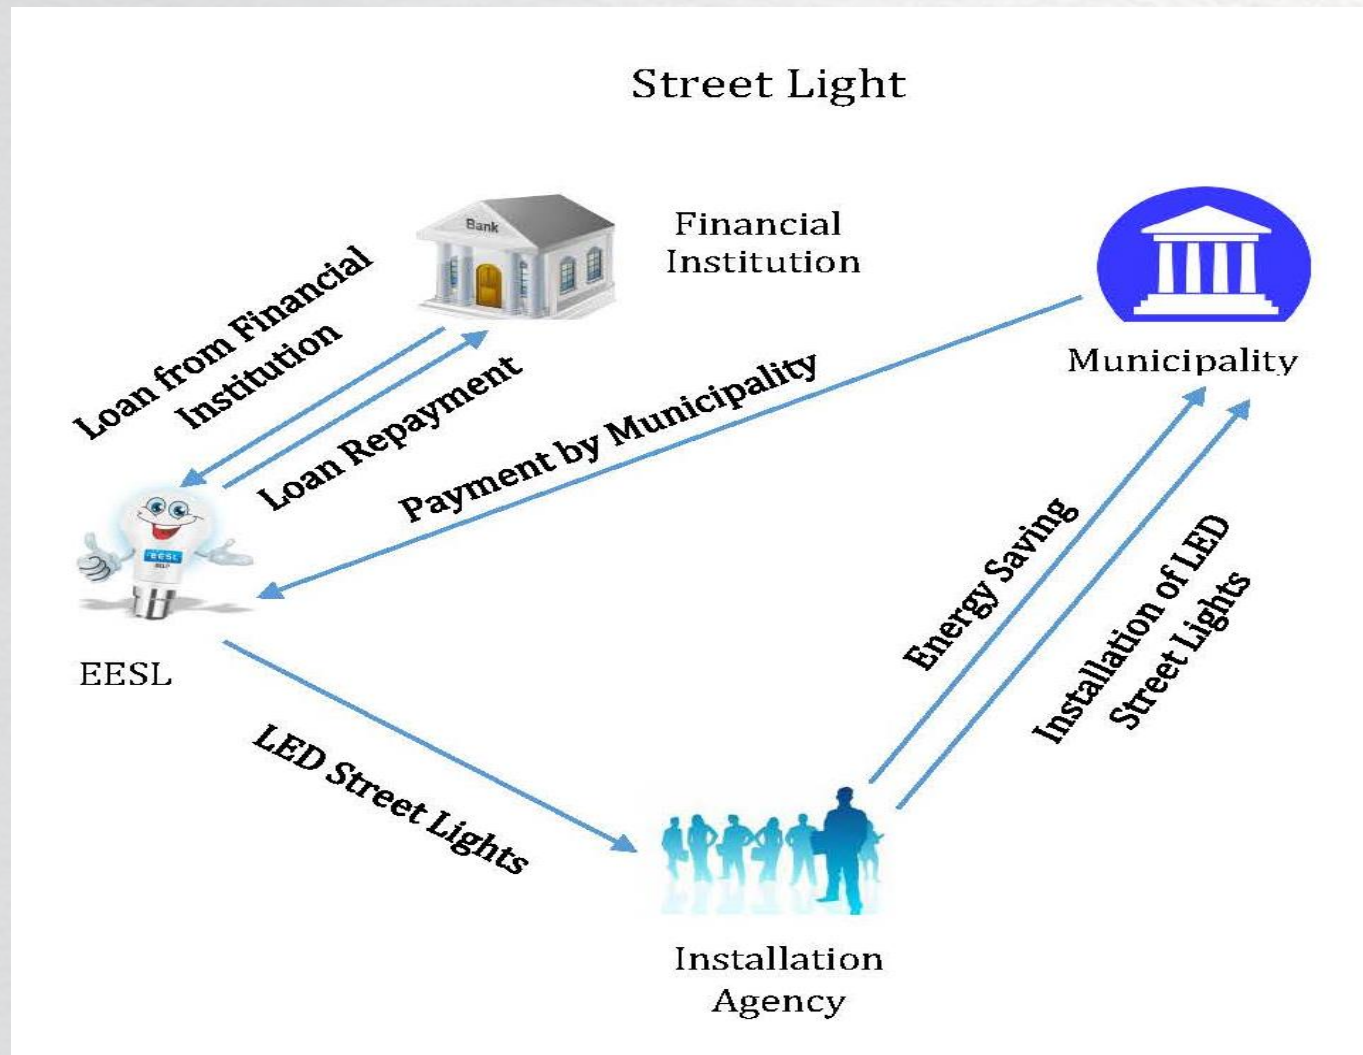 Street Light
Bank
Financial
Institution
Municipality
Loan from Financial
Institution
Loan Repayment
Payment by Municipality
EESL
EESL
Energy Saving
Installation of LED
Street Lights
LED Street Lights
Installation
Agency